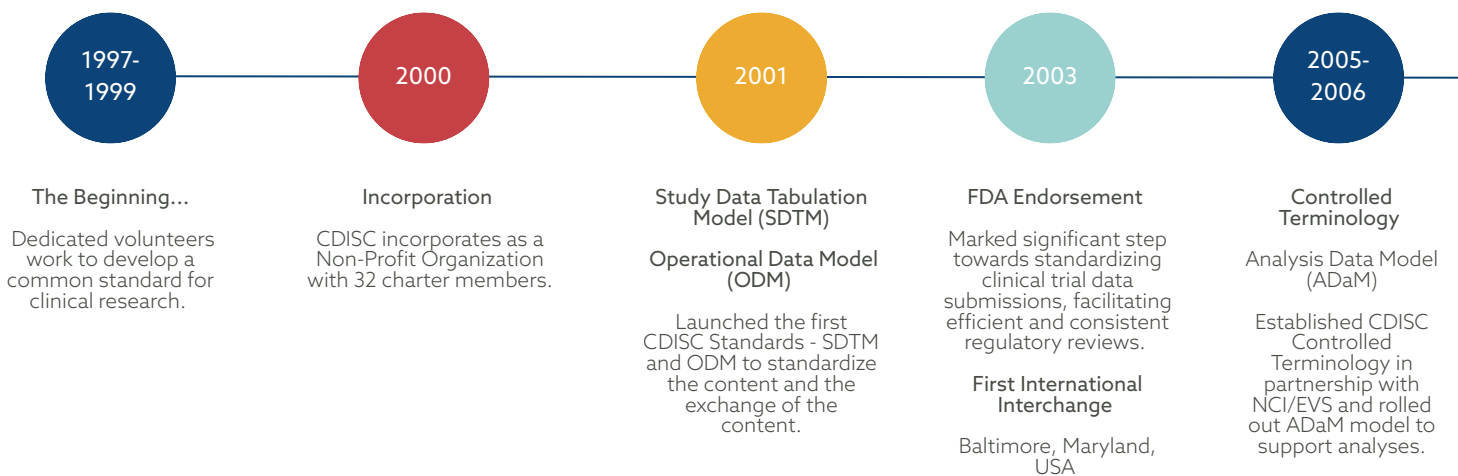 1997-
1999
The Beginning...
Dedicated volunteers
work to develop a
common standard for
clinical research.
2000
Incorporation
CDISC incorporates as a
Non-Profit Organization
with 32 charter members.
2001
Study Data Tabulation
Model (SDTM)
Operational Data Model
(ODM)
Launched the first
CDISC Standards - SDTM
and ODM to standardize
the content and the
exchange of the
content.
2003
FDA Endorsement
Marked significant step
towards standardizing
clinical trial data
submissions, facilitating
efficient and consistent
regulatory reviews.
First International
Interchange
Baltimore, Maryland,
USA
2005-
2006
Controlled
Terminology
Analysis Data Model
(ADaM)
Established CDISC
Controlled
Terminology in
partnership with
NCI/EVS and rolled
out ADaM model to
support analyses.